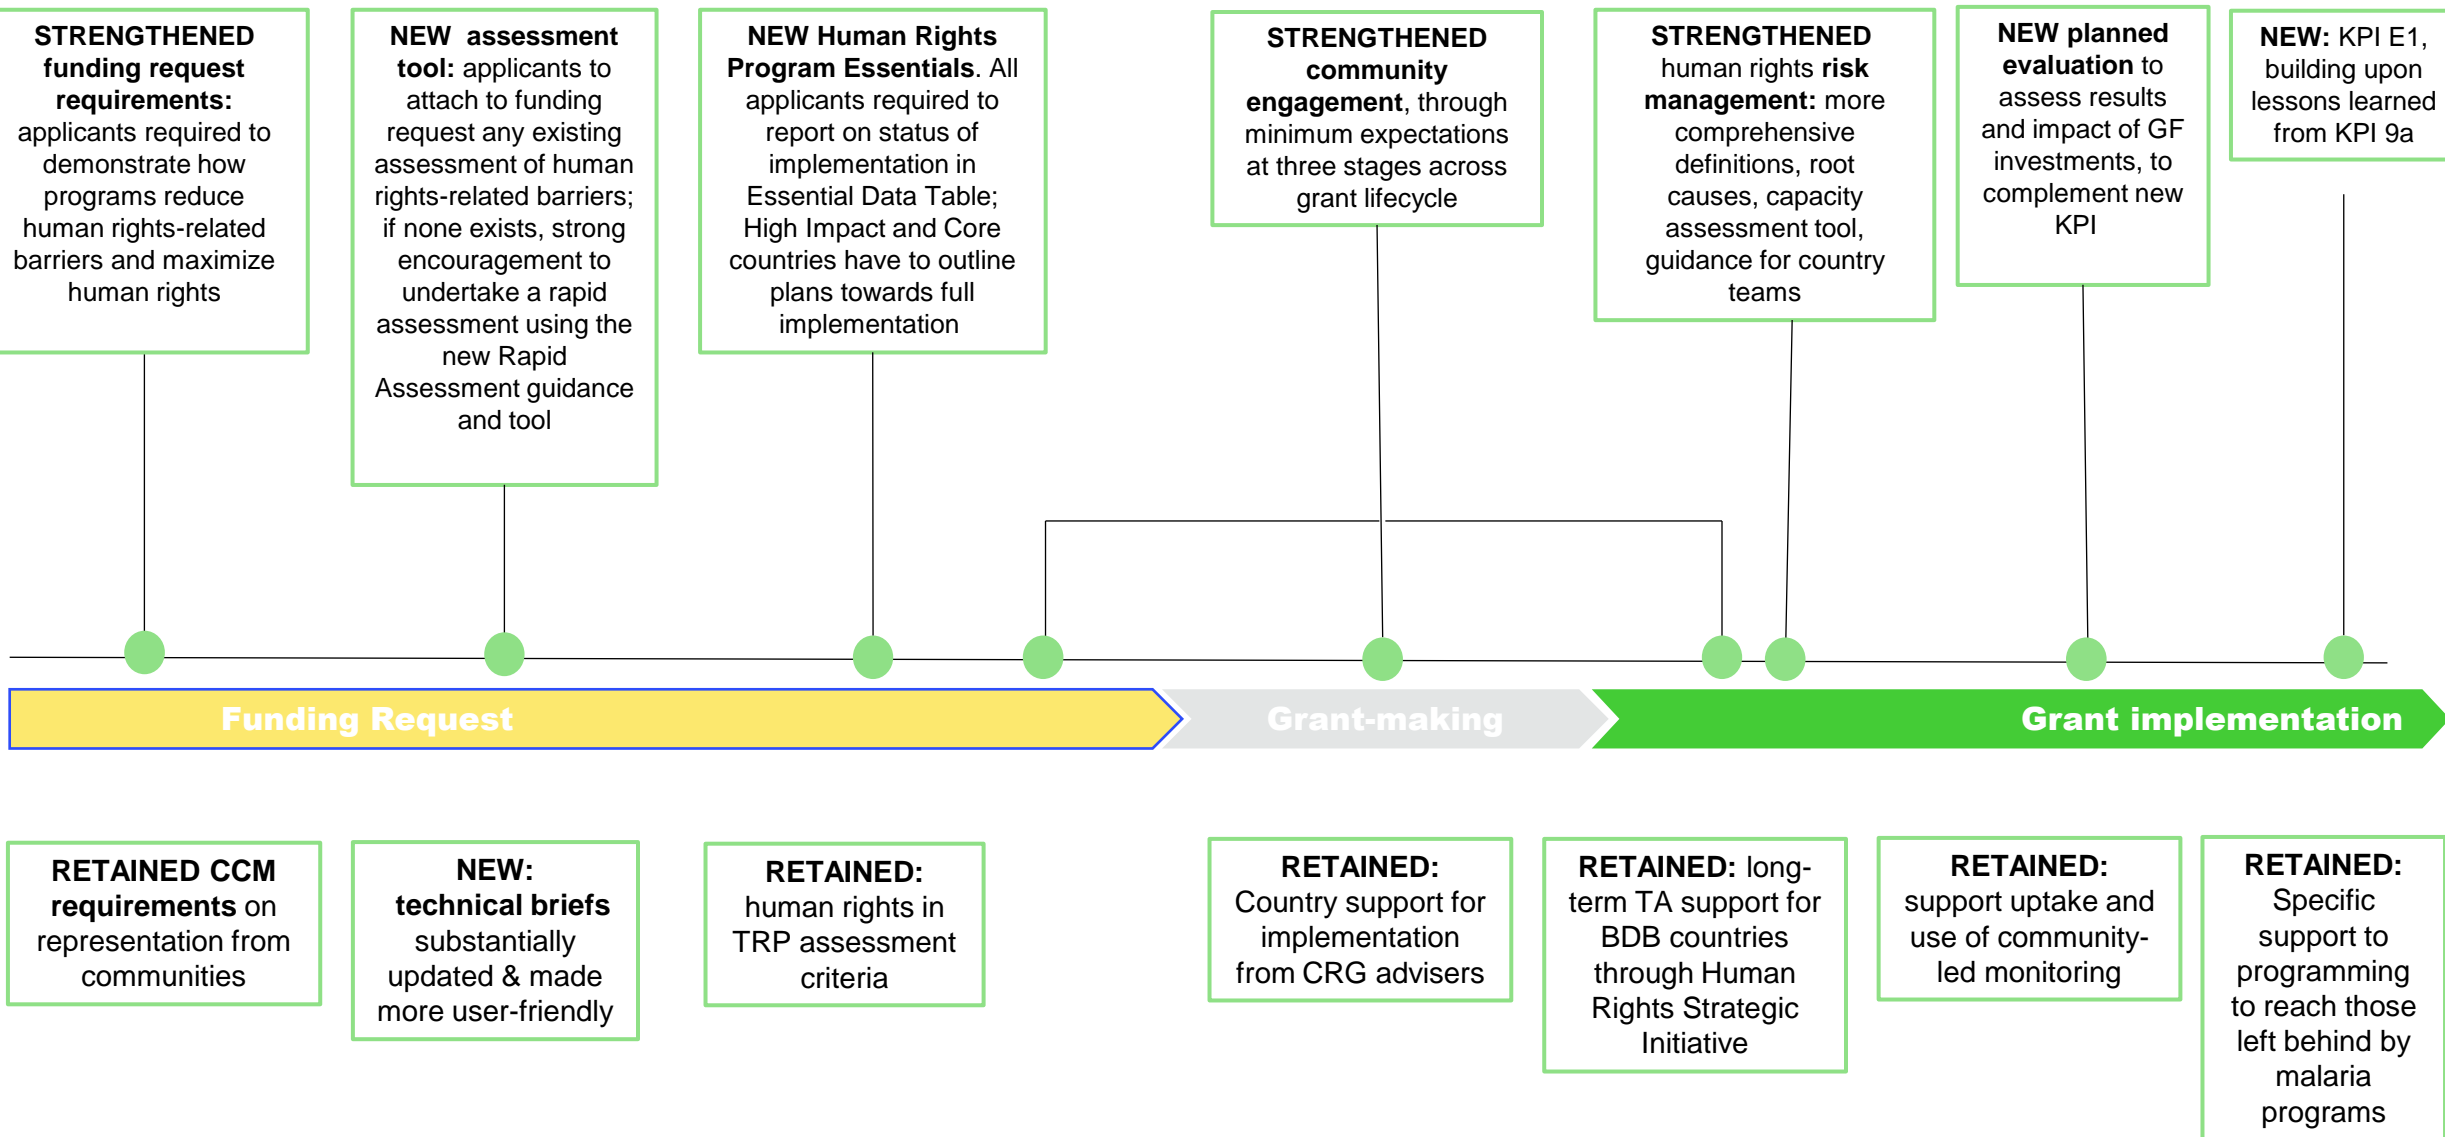 STRENGTHENED
funding request
requirements:
applicants required to
demonstrate how
programs reduce
human rights-related
barriers and maximize
human rights
NEW assessment
tool: applicants to
attach to funding
request any existing
assessment of human
rights-related barriers;
if none exists, strong
encouragement to
undertake a rapid
assessment using the
new Rapid
Assessment guidance
and tool
NEW Human Rights
Program Essentials. All
applicants required to
report on status of
implementation in
Essential Data Table;
High Impact and Core
countries have to outline
plans towards full
implementation
STRENGTHENED
community
engagement, through
minimum expectations
at three stages across
grant lifecycle
STRENGTHENED
human rights risk
management: more
comprehensive
definitions, root
causes, capacity
assessment tool,
guidance for country
teams
NEW planned
evaluation to
assess results
and impact of GF
investments, to
complement new
KPI
NEW: KPI E1,
building upon
lessons learned
from KPI 9a
Funding Request
Grant-making
Grant implementation
RETAINED CCM
requirements on
representation from
communities
NEW:
technical briefs
substantially
updated & made
more user-friendly
RETAINED:
human rights in
TRP assessment
criteria
RETAINED:
Country support for
implementation
from CRG advisers
RETAINED: long-
term TA support for
BDB countries
through Human
Rights Strategic
Initiative
RETAINED:
support uptake and
use of community-
led monitoring
RETAINED:
Specific
support to
programming
to reach those
left behind by
malaria
programs